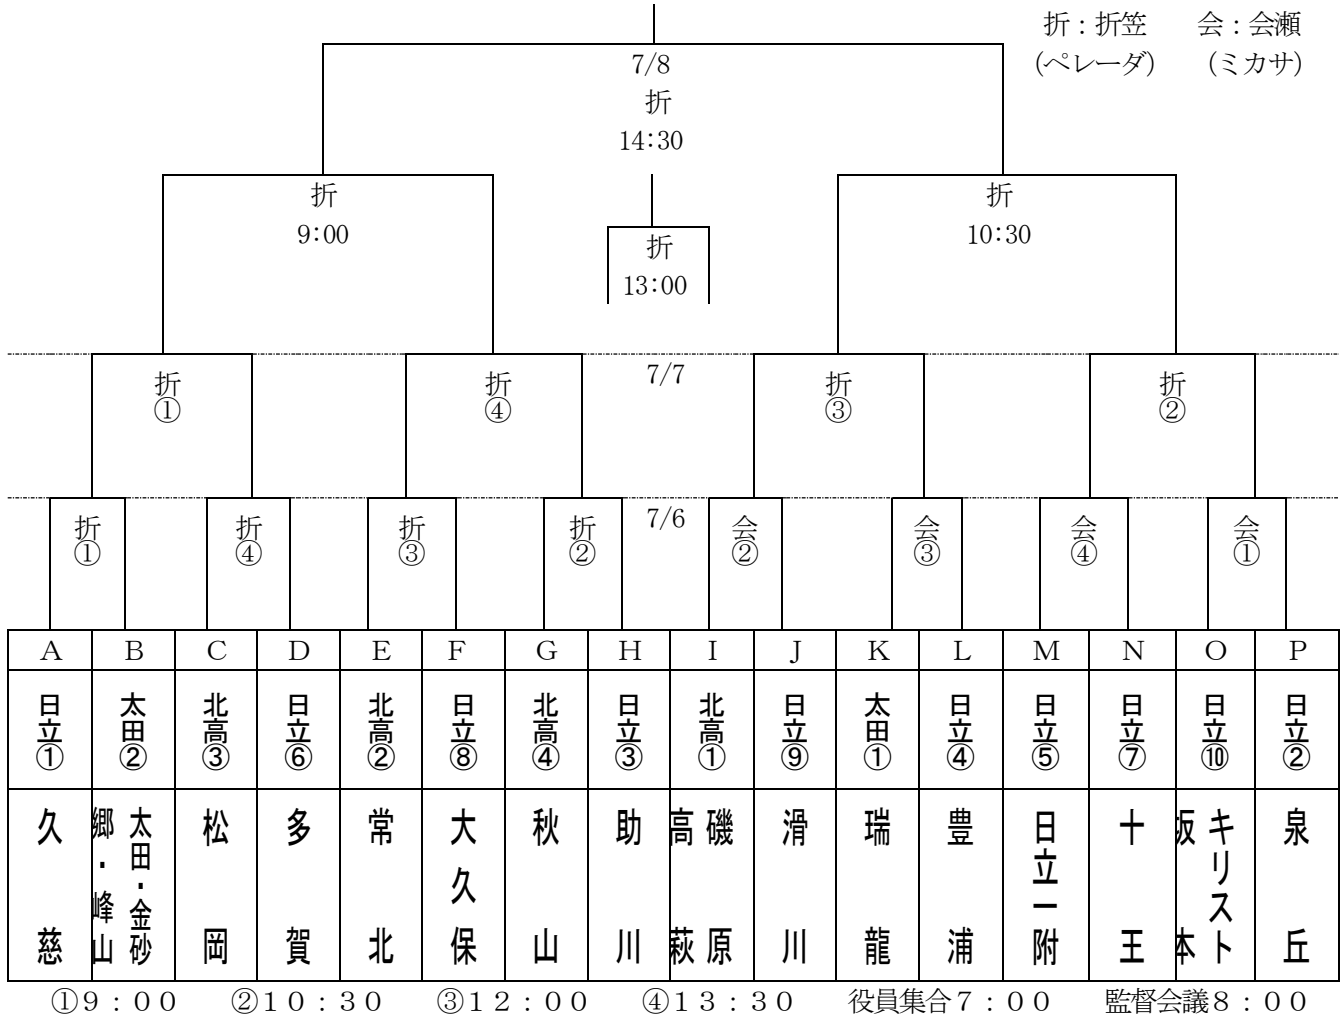 折：折笠　会：会瀬
(ペレーダ)　(ミカサ)
7/8
折
14:30
折
9:00
折
10:30
折
13:00
7/7
折① 折④ 折③ 折②
7/6
折① 折④ 折③ 折② 会② 会③ 会④ 会①
A B C D E F G H I J K L M N O P
日立① 太田② 北高③ 日立⑥ 北高② 日立⑧ 北高④ 日立③ 北高① 日立⑨ 太田① 日立④ 日立⑤ 日立⑦ 日立⑩ 日立②
久慈
太田・金砂
郷・峰山
松岡
多賀
常北
大久保
秋山
助川
磯原
高萩
滑川
瑞龍
豊浦
日立一附
十王
キリスト
坂本
泉丘
①９：００　②１０：３０　③１２：００　④１３：３０　役員集合７：００　監督会議８：００